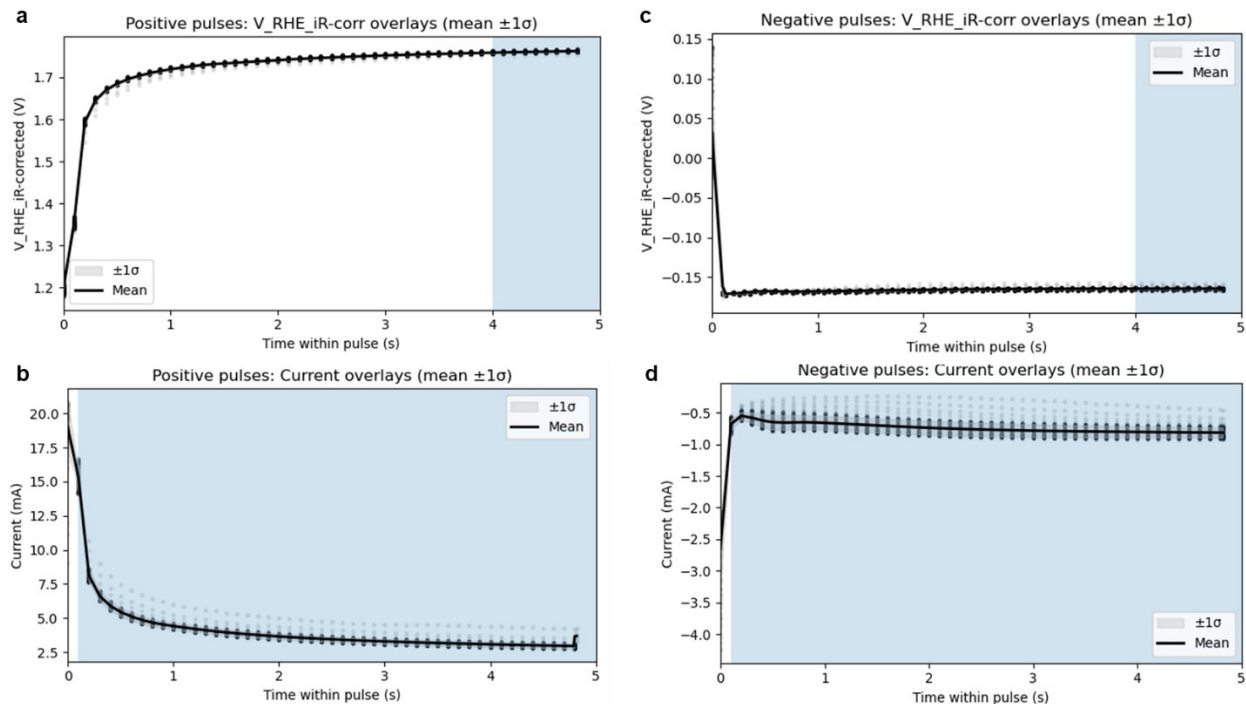 a
Positive pulses: V_RHE_iR-corr overlays (mean ±1σ)
V_RHE_iR-corrected (V)
1.7
1.6
1.5
1.4
1.3
1.2
±1σ
Mean
0 1 2 3 4 5
Time within pulse (s)
c
Negative pulses: V_RHE_iR-corr overlays (mean ±1σ)
V_RHE_iR-corrected (V)
0.15
0.10
0.05
0.00
−0.05
−0.10
−0.15
±1σ
Mean
0 1 2 3 4 5
Time within pulse (s)
b
Positive pulses: Current overlays (mean ±1σ)
Current (mA)
20.0
17.5
15.0
12.5
10.0
7.5
5.0
2.5
±1σ
Mean
0 1 2 3 4 5
Time within pulse (s)
d
Negative pulses: Current overlays (mean ±1σ)
Current (mA)
−0.5
−1.0
−1.5
−2.0
−2.5
−3.0
−3.5
−4.0
±1σ
Mean
0 1 2 3 4 5
Time within pulse (s)